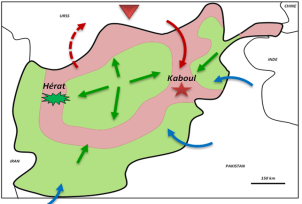 URSS
CHINE
INDE
Kaboul
Hérat
IRAN
PAKISTAN
150 km